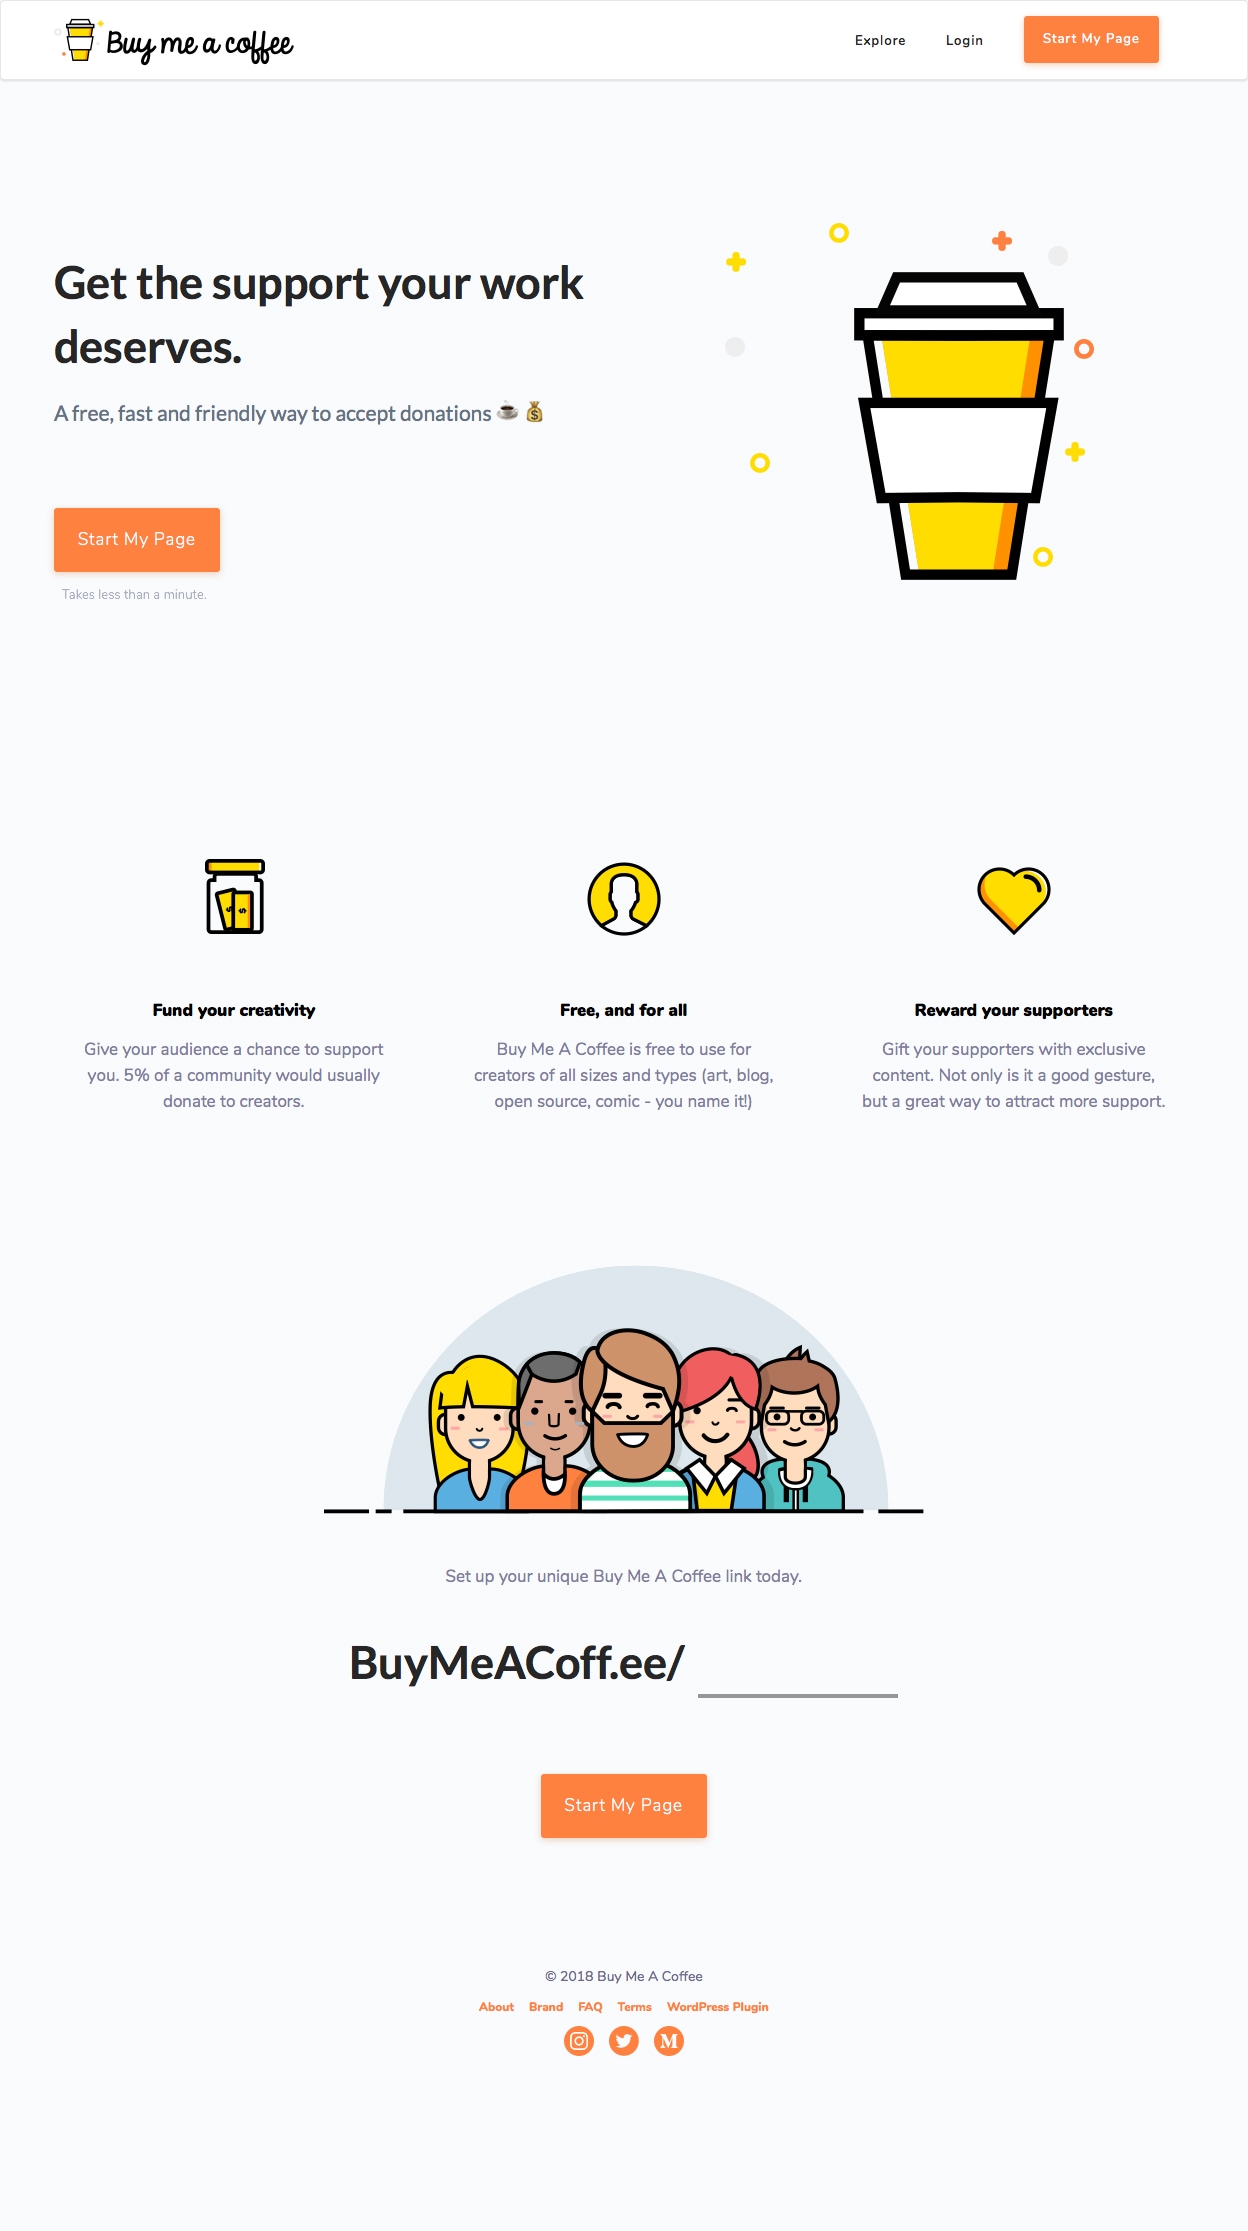 Buy me a coffee
Explore
Login
Start My Page
Get the support your work
deserves.
A free, fast and friendly way to accept donations ☕ 💰
Start My Page
Takes less than a minute.
Fund your creativity
Give your audience a chance to support
you. 5% of a community would usually
donate to creators.
Free, and for all
Buy Me A Coffee is free to use for
creators of all sizes and types (art, blog,
open source, comic - you name it!)
Reward your supporters
Gift your supporters with exclusive
content. Not only is it a good gesture,
but a great way to attract more support.
Set up your unique Buy Me A Coffee link today.
BuyMeACoff.ee/
Start My Page
© 2018 Buy Me A Coffee
About Brand FAQ Terms WordPress Plugin